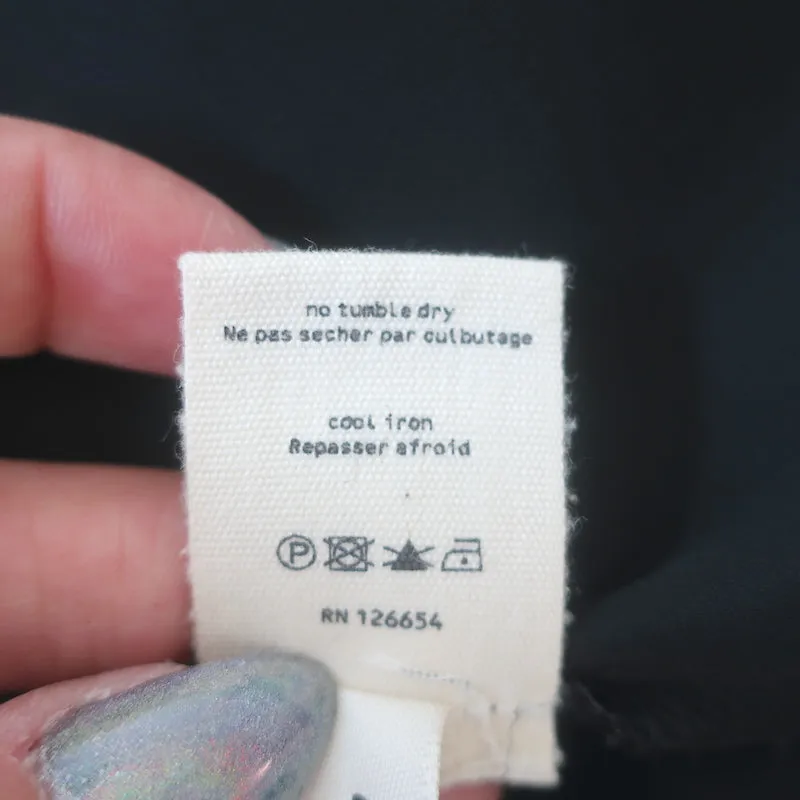 no tumble dry
Ne pas secher par culbutage
cool iron
Repasser afroid
P
RN 126654